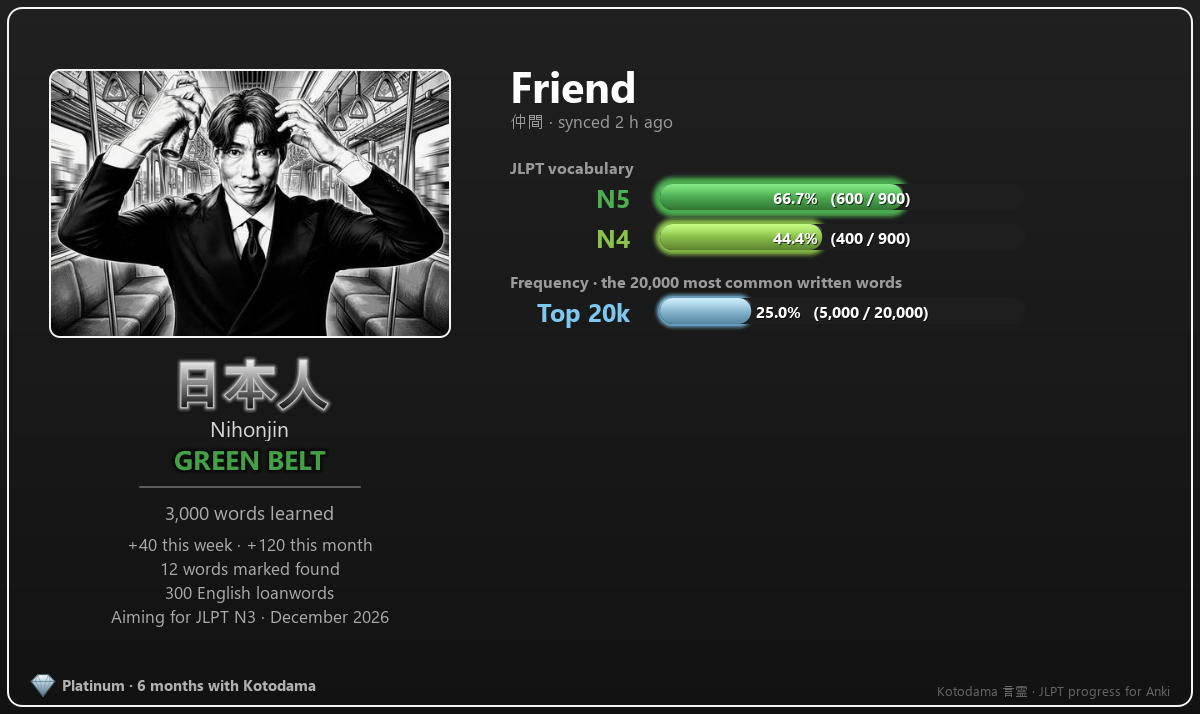 Friend
仲間 · synced 2 h ago
JLPT vocabulary
N5 66.7% (600 / 900)
N4 44.4% (400 / 900)
Frequency · the 20,000 most common written words
Top 20k 25.0% (5,000 / 20,000)
日本人
Nihonjin
GREEN BELT
3,000 words learned
+40 this week · +120 this month
12 words marked found
300 English loanwords
Aiming for JLPT N3 · December 2026
Platinum · 6 months with Kotodama
Kotodama 言霊 · JLPT progress for Anki